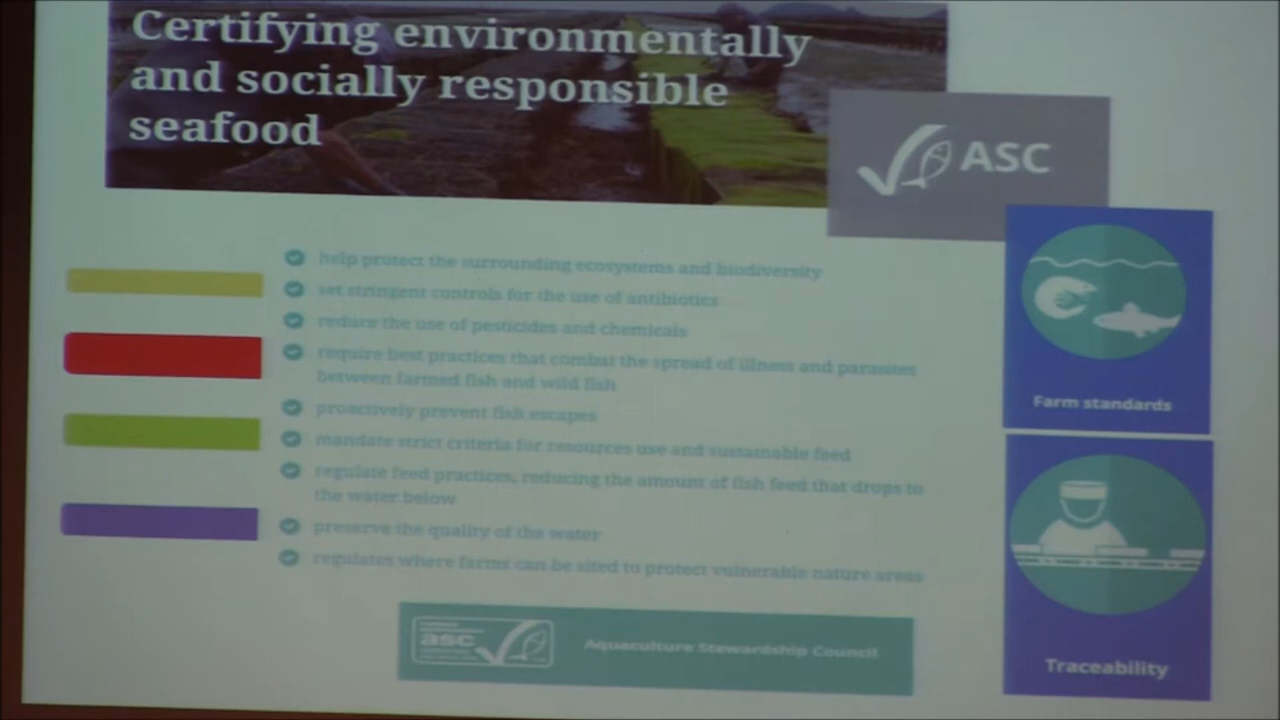 Certifying environmentally
and socially responsible
seafood
ASC
help protect the surrounding ecosystems and biodiversity
set stringent controls for the use of antibiotics
reduce the use of pesticides and chemicals
require best practices that combat the spread of illness and parasites
between farmed fish and wild fish
proactively prevent fish escapes
mandate strict criteria for resources use and sustainable feed
regulate feed practices, reducing the amount of fish feed that drops to
the water below
preserve the quality of the water
regulates where farms can be sited to protect vulnerable nature areas
Farm standards
Traceability
asc
Aquaculture Stewardship Council